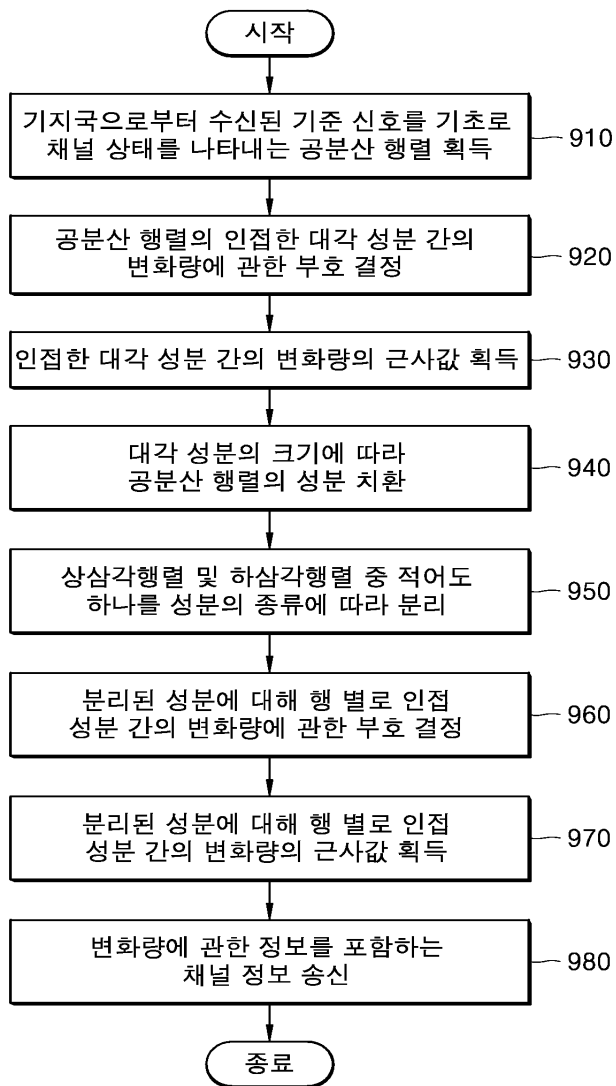 시작
기지국으로부터 수신된 기준 신호를 기초로
채널 상태를 나타내는 공분산 행렬 획득
910
공분산 행렬의 인접한 대각 성분 간의
변화량에 관한 부호 결정
920
인접한 대각 성분 간의 변화량의 근사값 획득
930
대각 성분의 크기에 따라
공분산 행렬의 성분 치환
940
상삼각행렬 및 하삼각행렬 중 적어도
하나를 성분의 종류에 따라 분리
950
분리된 성분에 대해 행 별로 인접
성분 간의 변화량에 관한 부호 결정
960
분리된 성분에 대해 행 별로 인접
성분 간의 변화량의 근사값 획득
970
변화량에 관한 정보를 포함하는
채널 정보 송신
980
종료